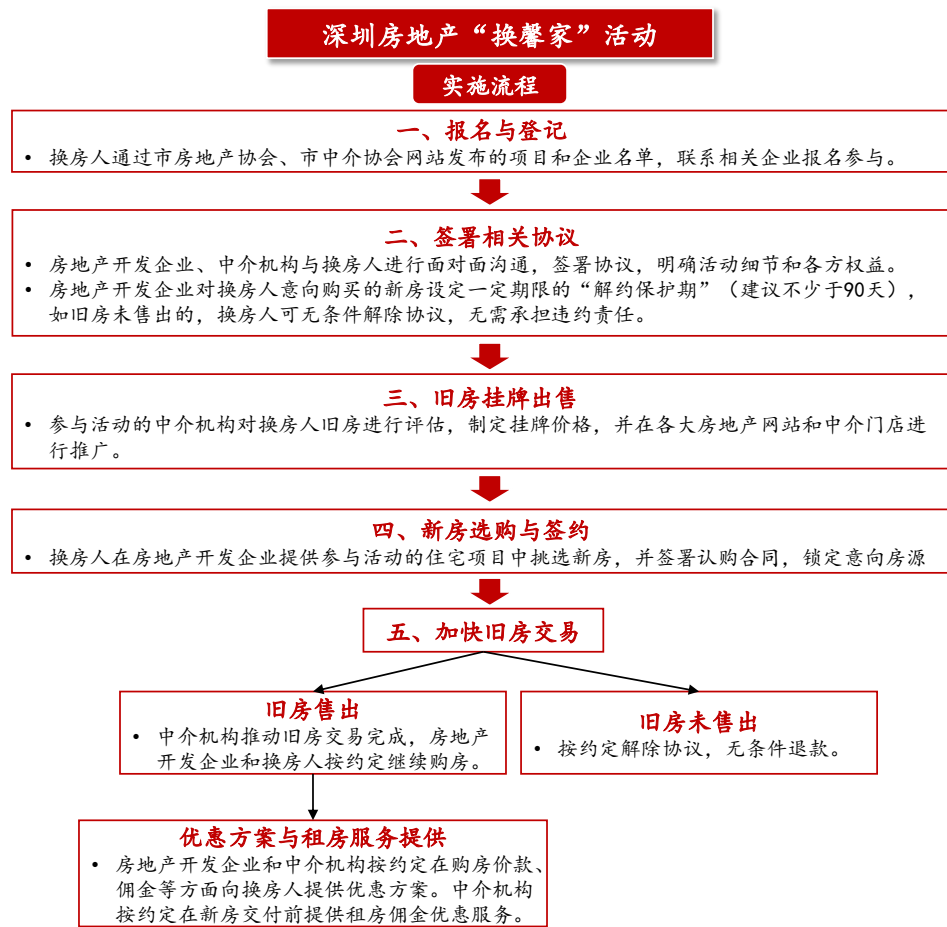 深圳房地产“换馨家”活动
实施流程
一、报名与登记
• 换房人通过市房地产协会、市中介协会网站发布的项目和企业名单，联系相关企业报名参与。
二、签署相关协议
• 房地产开发企业、中介机构与换房人进行面对面沟通，签署协议，明确活动细节和各方权益。
• 房地产开发企业对换房人意向购买的新房设定一定期限的“解约保护期”（建议不少于90天），
如旧房未售出的，换房人可无条件解除协议，无需承担违约责任。
三、旧房挂牌出售
• 参与活动的中介机构对换房人旧房进行评估，制定挂牌价格，并在各大房地产网站和中介门店进
行推广。
四、新房选购与签约
• 换房人在房地产开发企业提供参与活动的住宅项目中挑选新房，并签署认购合同，锁定意向房源
五、加快旧房交易
旧房售出
• 中介机构推动旧房交易完成，房地产
开发企业和换房人按约定继续购房。
旧房未售出
• 按约定解除协议，无条件退款。
优惠方案与租房服务提供
• 房地产开发企业和中介机构按约定在购房价款、
佣金等方面向换房人提供优惠方案。中介机构
按约定在新房交付前提供租房佣金优惠服务。